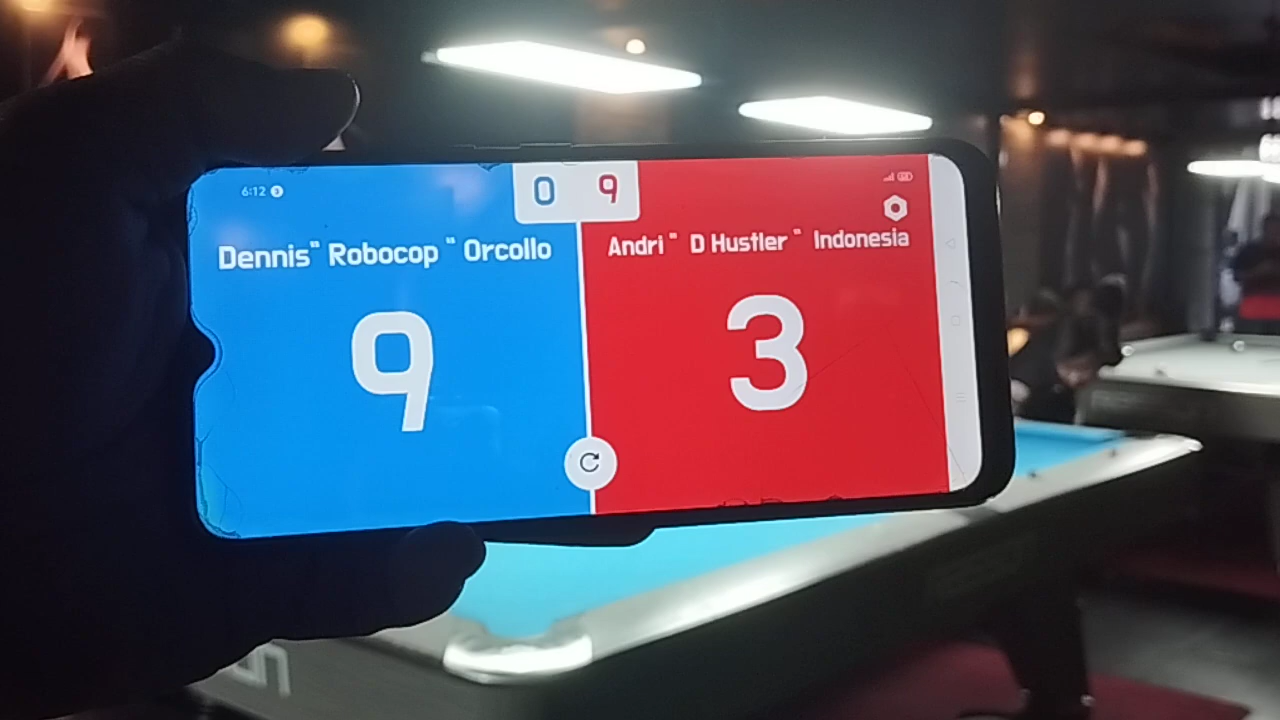 6:12
0 9
Dennis" Robocop " Orcollo
Andri " D Hustler " Indonesia
9
3